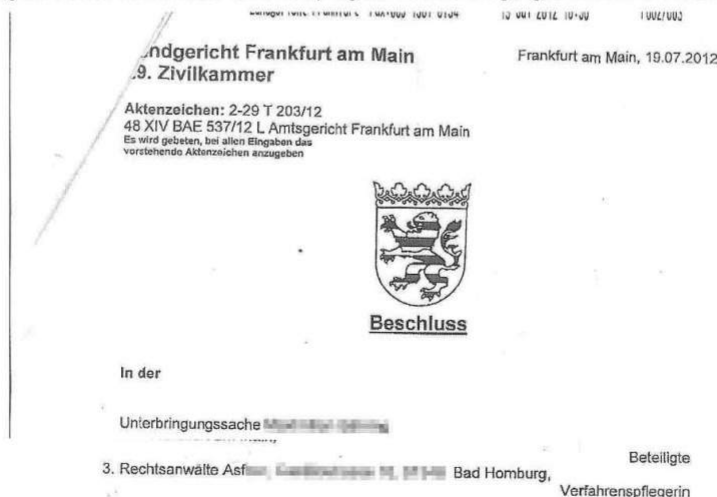 Frankfurt am Main, 19.07.2012
ndgericht Frankfurt am Main
9. Zivilkammer
Aktenzeichen: 2-29 T 203/12
48 XIV BAE 537/12 L Amtsgericht Frankfurt am Main
Es wird gebeten, bei allen Eingaben das
vorstehende Aktenzeichen anzugeben
Beschluss
In der
Unterbringungssache
Beteiligte
3. Rechtsanwälte Bad Homburg,
Verfahrenspflegerin